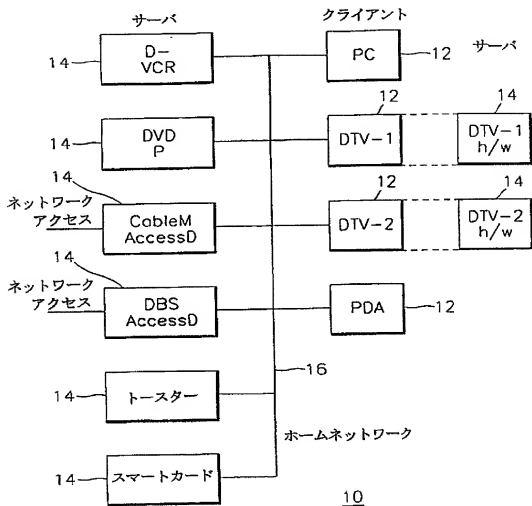 サーバ
クライアント
サーバ
14
D-
VCR
PC
12
14
DVD
P
12
DTV-1
14
DTV-1
h/w
ネットワーク
アクセス
14
CableM
AccessD
12
DTV-2
14
DTV-2
h/w
ネットワーク
アクセス
14
DBS
AccessD
PDA
12
14
トースター
16
ホームネットワーク
14
スマートカード
10